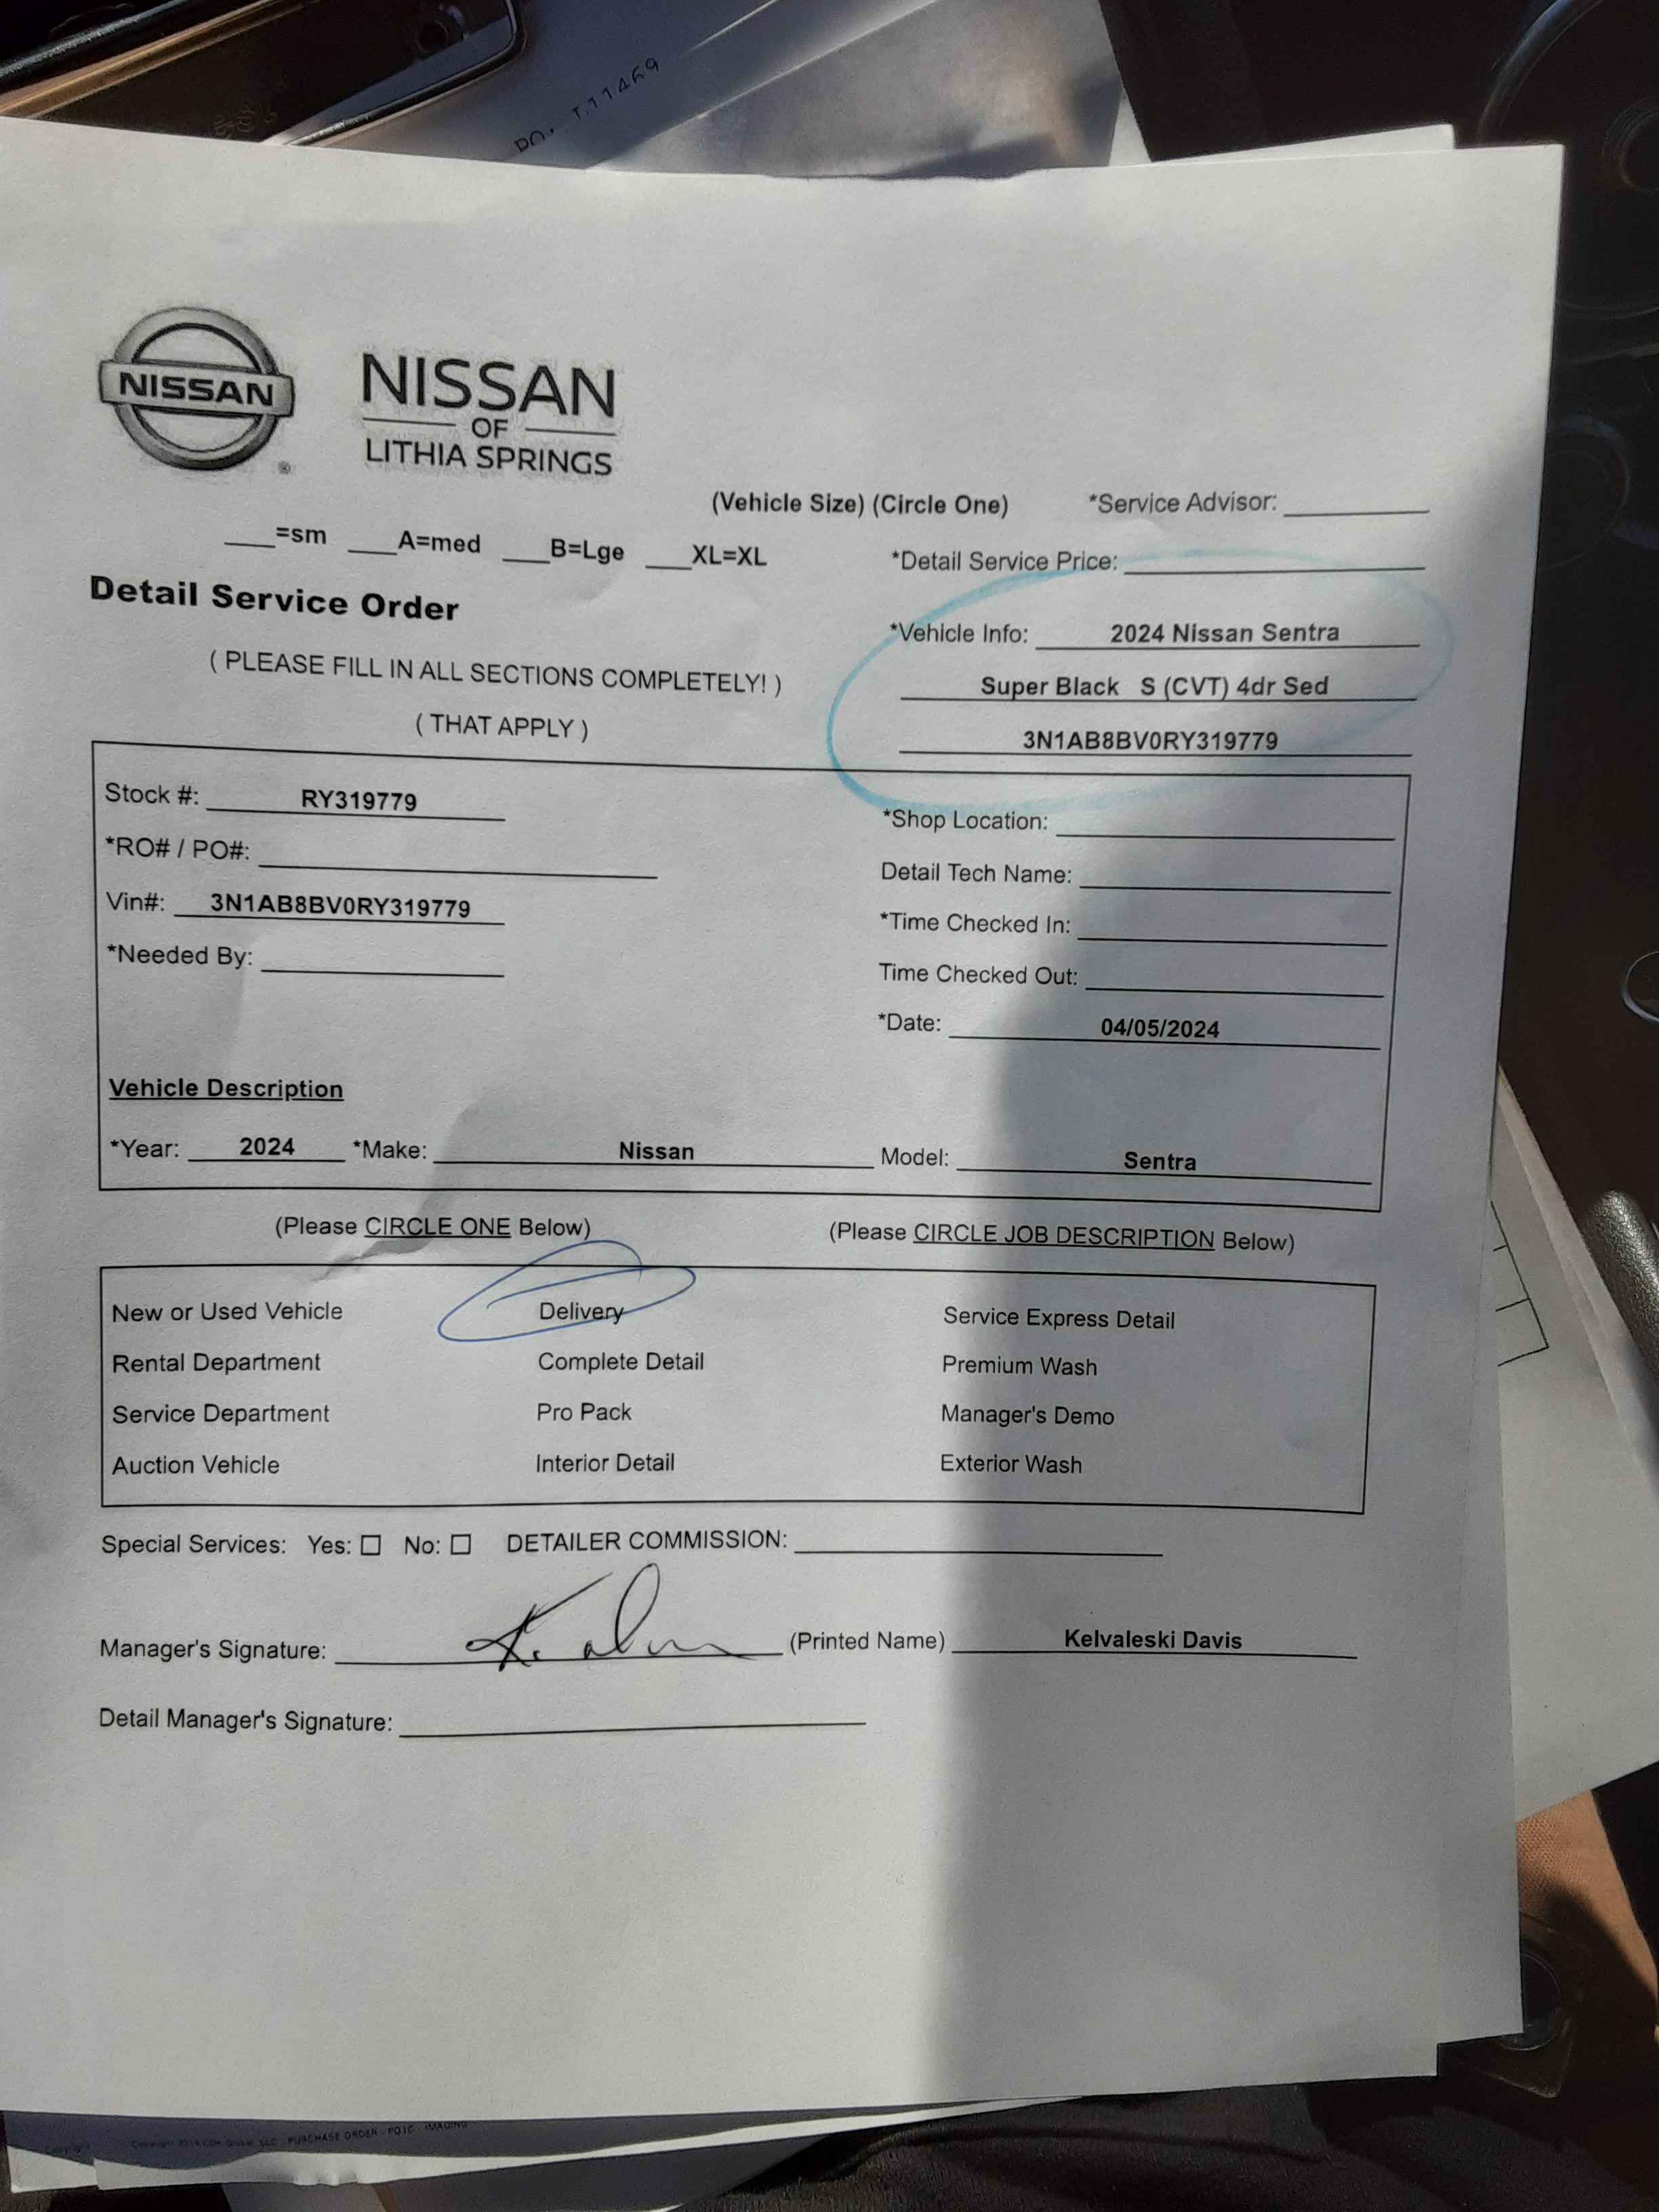 NISSAN
NISSAN
OF
LITHIA SPRINGS
(Vehicle Size) (Circle One) *Service Advisor:
=sm A=med B=Lge XL=XL
*Detail Service Price:
Detail Service Order
*Vehicle Info: 2024 Nissan Sentra
( PLEASE FILL IN ALL SECTIONS COMPLETELY! )
Super Black S (CVT) 4dr Sed
( THAT APPLY )
3N1AB8BV0RY319779
Stock #: RY319779
*Shop Location:
*RO# / PO#:
Detail Tech Name:
Vin#: 3N1AB8BV0RY319779
*Time Checked In:
*Needed By:
Time Checked Out:
*Date: 04/05/2024
Vehicle Description
*Year: 2024 *Make: Nissan Model: Sentra
(Please CIRCLE ONE Below) (Please CIRCLE JOB DESCRIPTION Below)
New or Used Vehicle Delivery Service Express Detail
Rental Department Complete Detail Premium Wash
Service Department Pro Pack Manager's Demo
Auction Vehicle Interior Detail Exterior Wash
Special Services: Yes: No: DETAILER COMMISSION:
Manager's Signature: (Printed Name) Kelvaleski Davis
Detail Manager's Signature:
PURCHASE ORDER - PO1C - IMAGING